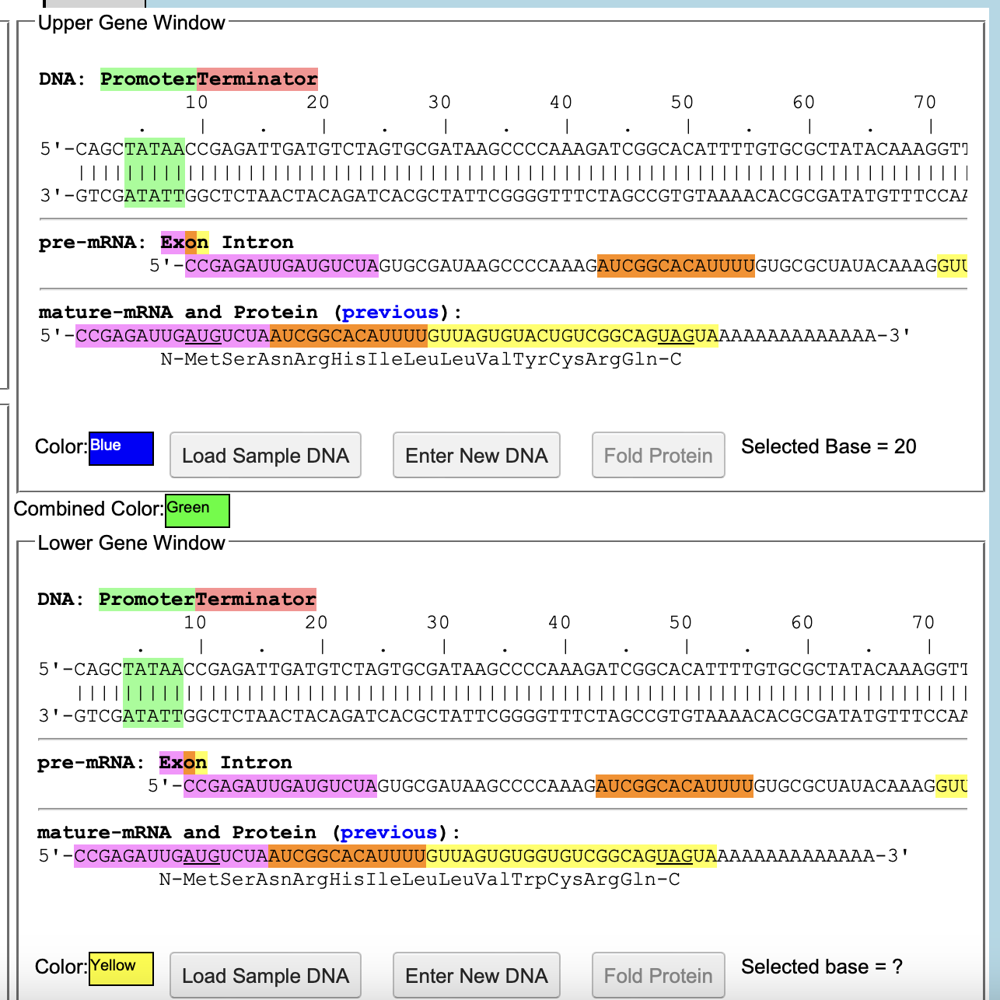 Upper Gene Window
DNA: PromoterTerminator
10 20 30 40 50 60 70
. | . | . | . | . | . | . |
5'-CAGCTATAACCGAGATTGATGTCTAGTGCGATAAGCCCCAAAGATCGGCACATTTTGTGCGCTATACAAAGGTT
|||||||||||||||||||||||||||||||||||||||||||||||||||||||||||||||||||||||||
3'-GTCGATATTGGCTCTAACTACAGATCACGCTATTCGGGGTTTCTAGCCGTGTAAAACACGCGATATGTTTCCAA
pre-mRNA: Exon Intron
5'-CCGAGAUUGAUGUCUAGUGCGAUAAGCCCCAAAGAUCGGCACAUUUUGUGCGCUAUACAAAGGUU
mature-mRNA and Protein (previous):
5'-CCGAGAUUGAUGUCUAAUCGGCACAUUUUGUUAGUGUACUGUCGGCAGUAGUAAAAAAAAAAAAAA-3'
N-MetSerAsnArgHisIleLeuLeuValTyrCysArgGln-C
Color: Blue Load Sample DNA Enter New DNA Fold Protein Selected Base = 20
Combined Color: Green
Lower Gene Window
DNA: PromoterTerminator
10 20 30 40 50 60 70
. | . | . | . | . | . | . |
5'-CAGCTATAACCGAGATTGATGTCTAGTGCGATAAGCCCCAAAGATCGGCACATTTTGTGCGCTATACAAAGGTT
|||||||||||||||||||||||||||||||||||||||||||||||||||||||||||||||||||||||||
3'-GTCGATATTGGCTCTAACTACAGATCACGCTATTCGGGGTTTCTAGCCGTGTAAAACACGCGATATGTTTCCAA
pre-mRNA: Exon Intron
5'-CCGAGAUUGAUGUCUAGUGCGAUAAGCCCCAAAGAUCGGCACAUUUUGUGCGCUAUACAAAGGUU
mature-mRNA and Protein (previous):
5'-CCGAGAUUGAUGUCUAAUCGGCACAUUUUGUUAGUGUGGUGUCGGCAGUAGUAAAAAAAAAAAAAA-3'
N-MetSerAsnArgHisIleLeuLeuValTrpCysArgGln-C
Color: Yellow Load Sample DNA Enter New DNA Fold Protein Selected base = ?